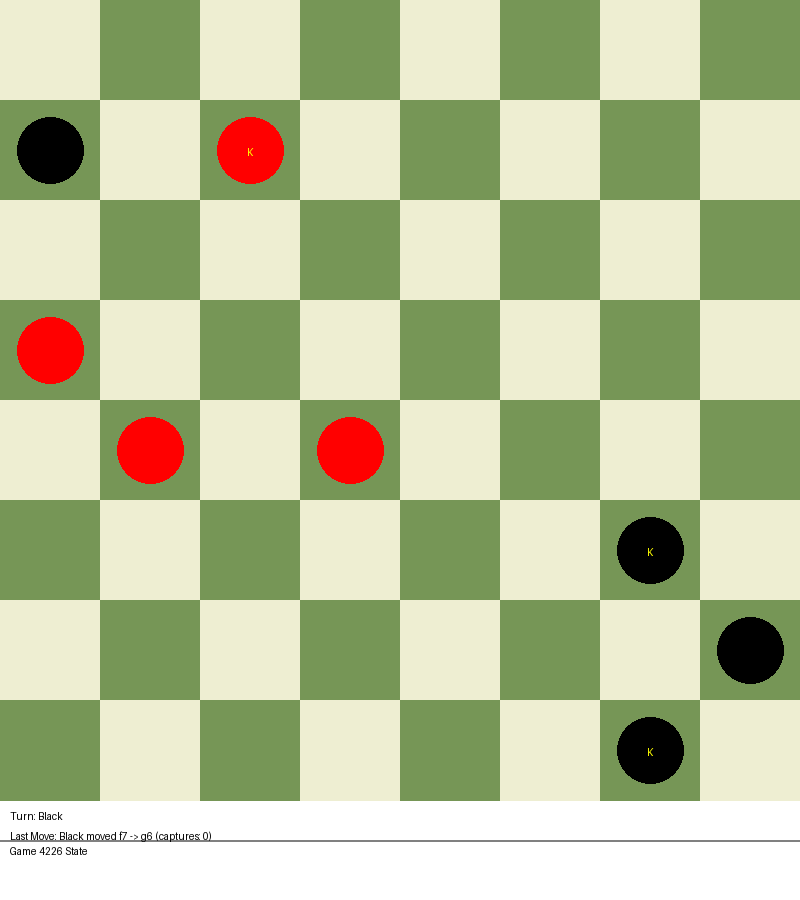 K
K
K
Turn: Black
Last Move: Black moved f7 -> g6 (captures: 0)
Game 4226 State